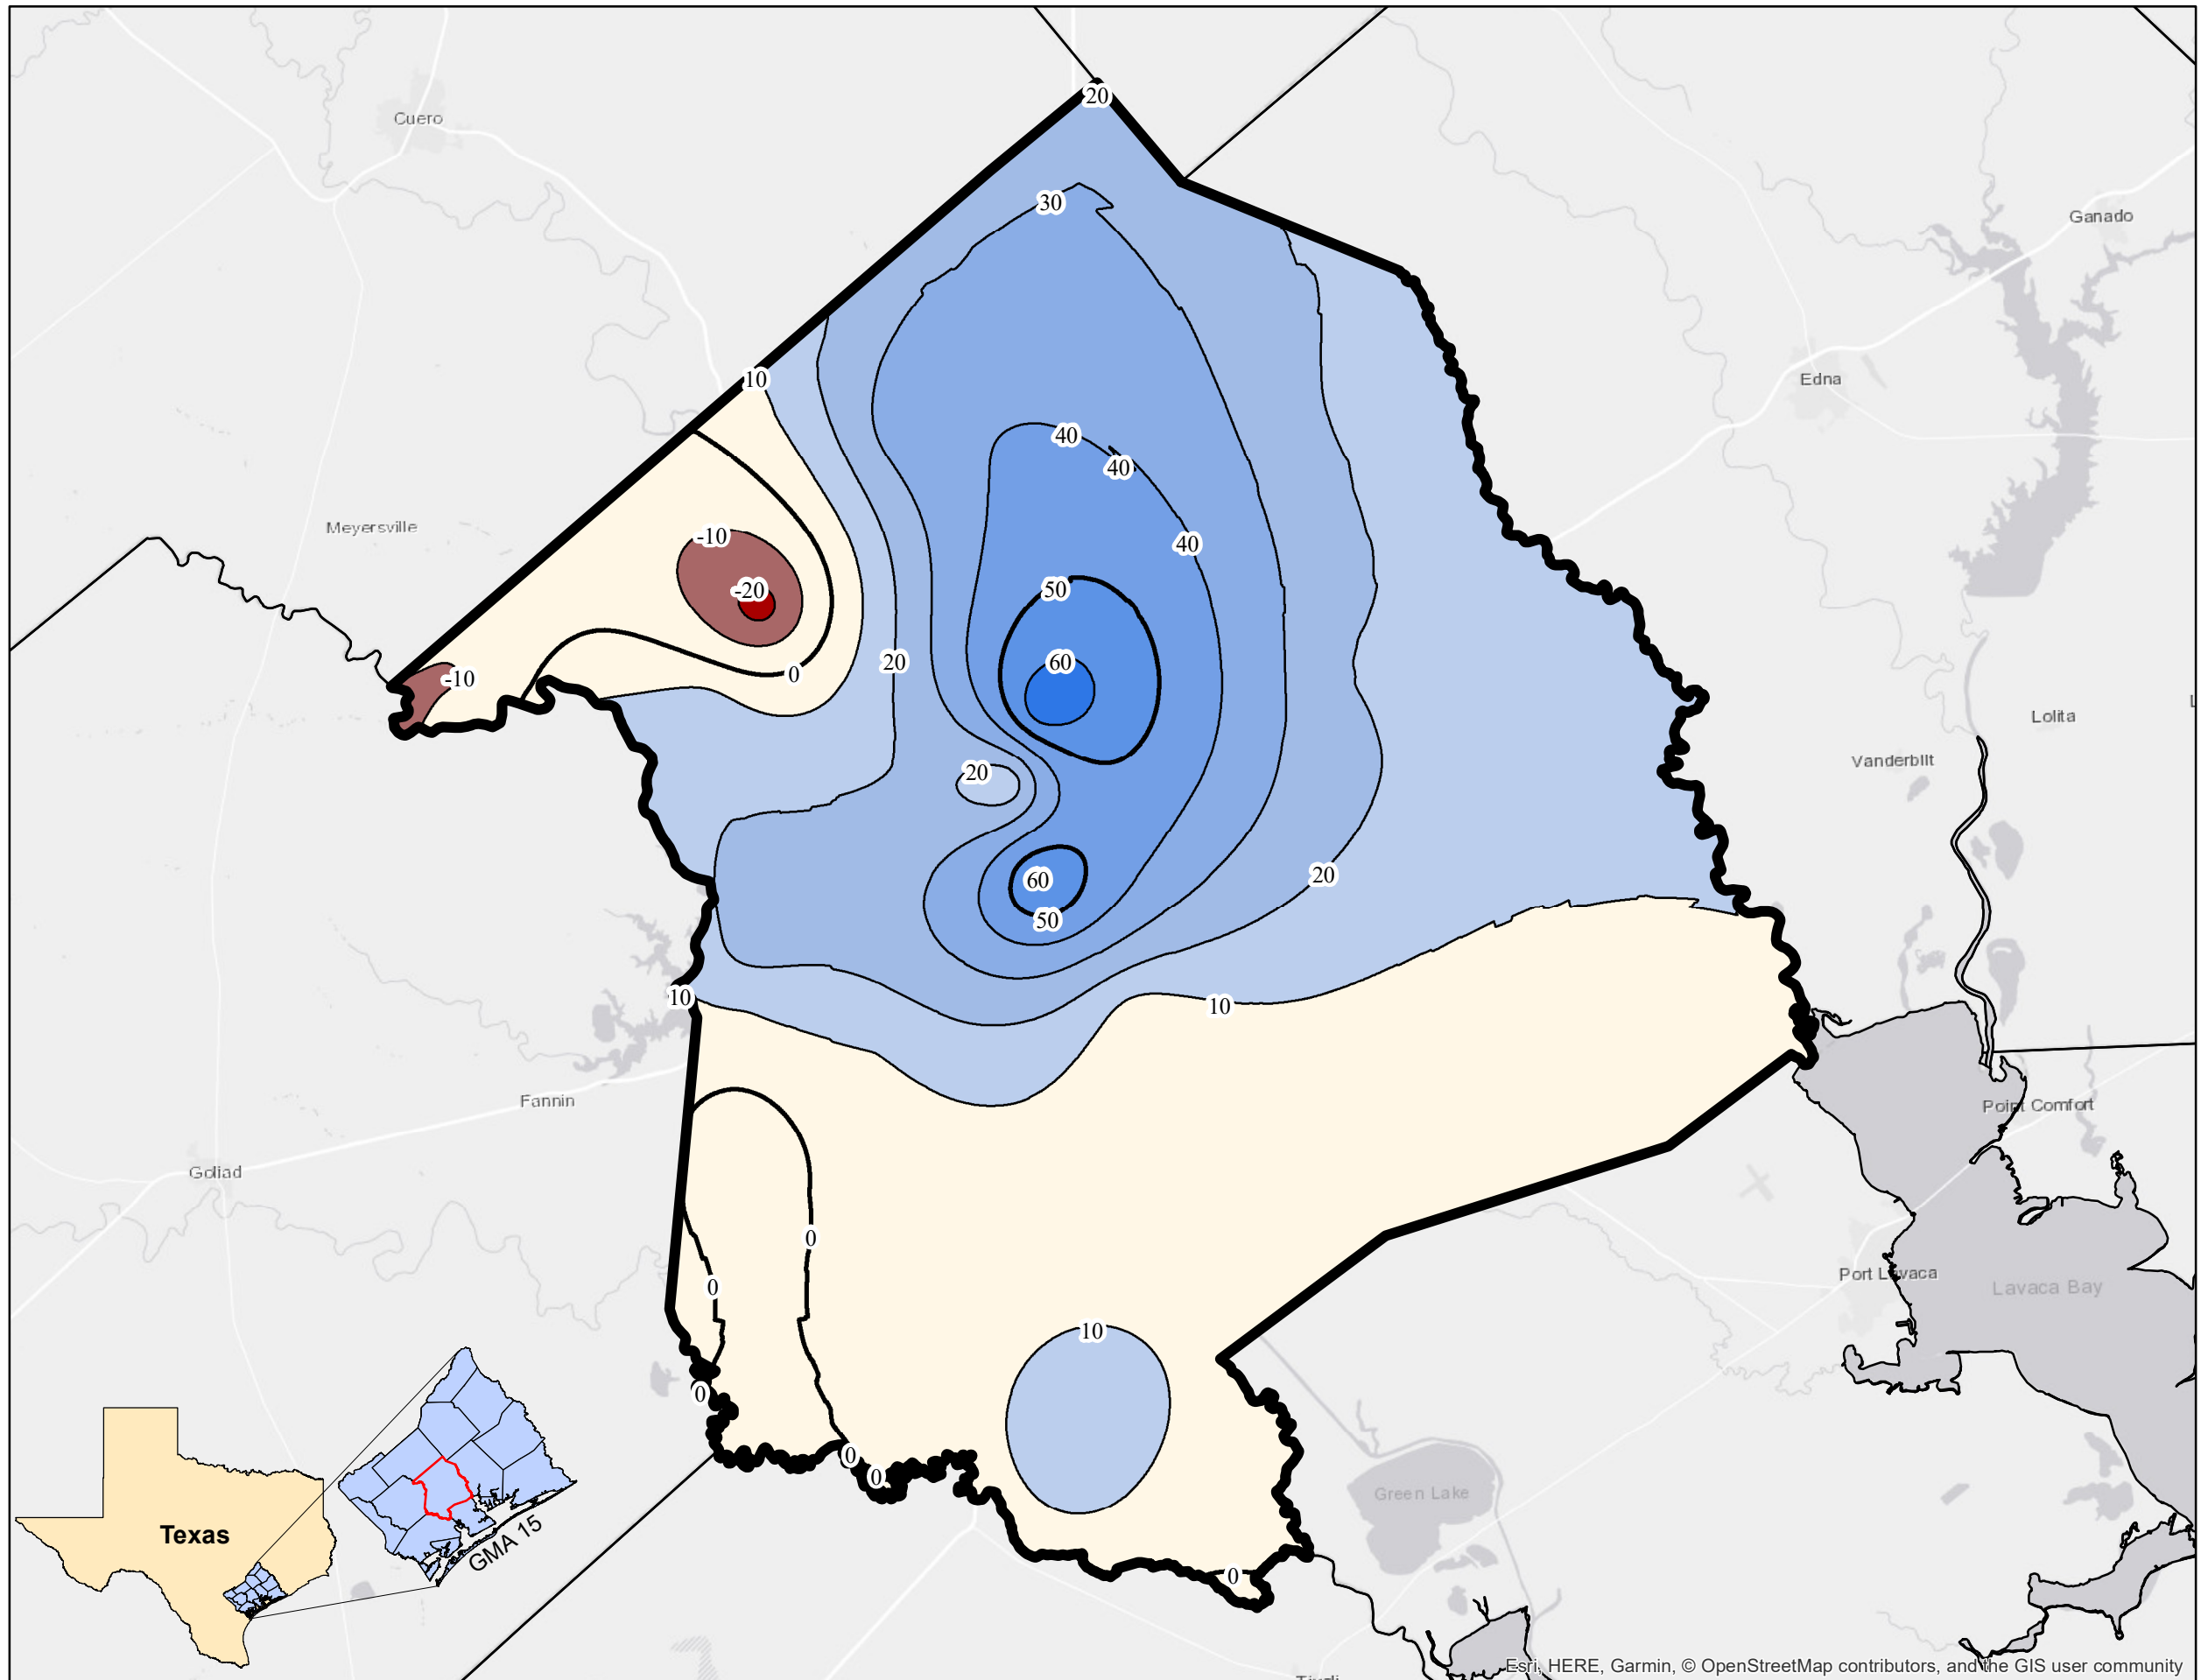 20
Cuero
30
Ganado
10
Edna
40
40
Meyersville
-10
40
-20
50
20
60
0
-10
Lolita
Vanderbilt
20
60
20
50
10
10
Fannin
Point Comfort
Goliad
0
0
Port Lavaca
Lavaca Bay
10
0
0
0
Green Lake
Texas
GMA 15
0
Esri, HERE, Garmin, © OpenStreetMap contributors, and the GIS user community